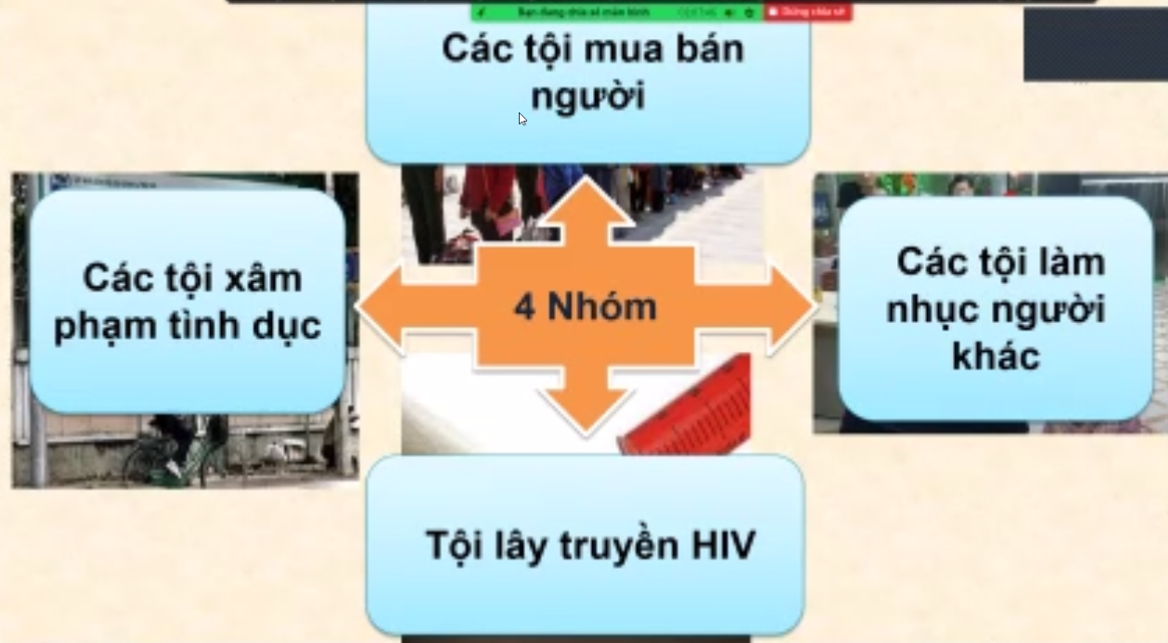 Bạn đang chia sẻ màn hình
Dừng chia sẻ
Các tội mua bán
người
Các tội xâm
phạm tình dục
4 Nhóm
Các tội làm
nhục người
khác
Tội lây truyền HIV